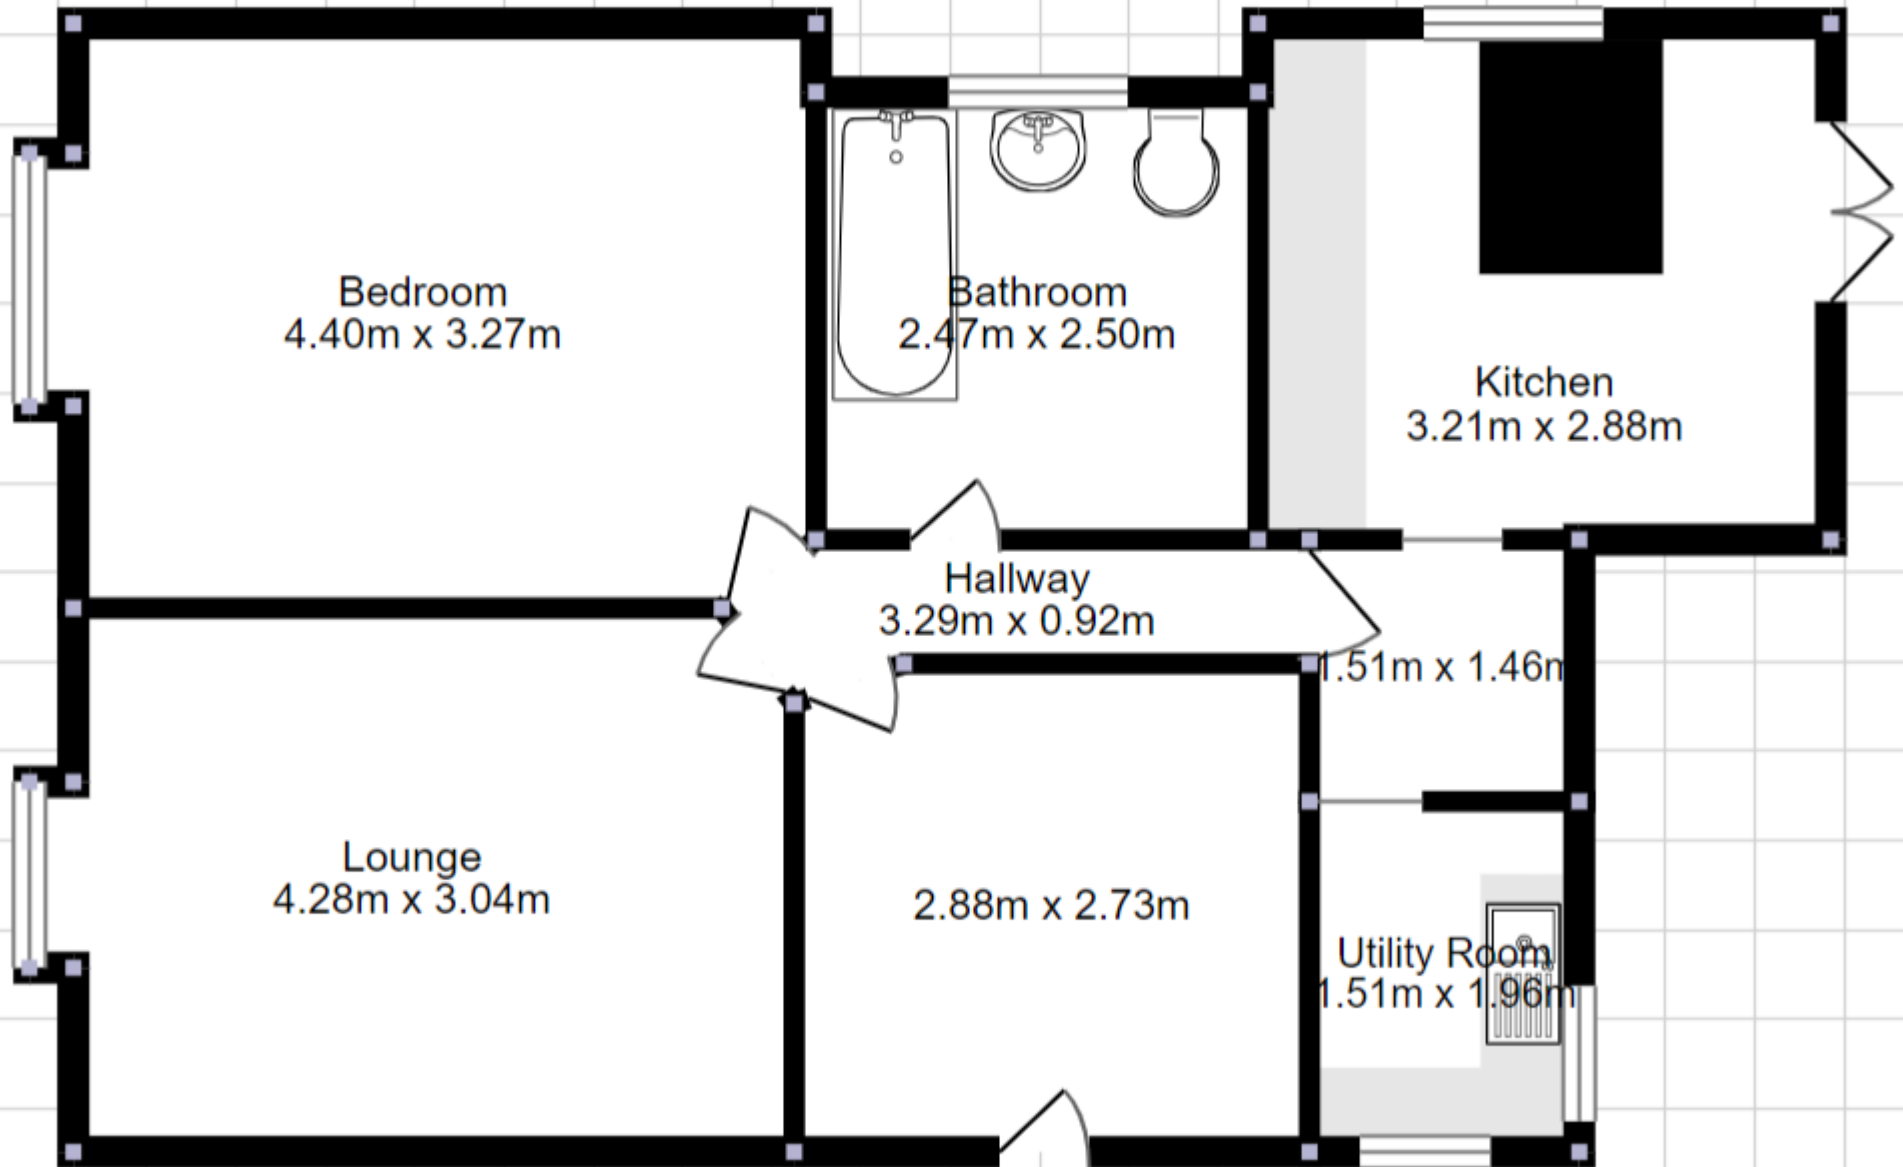 Bedroom
4.40m x 3.27m
Bathroom
2.47m x 2.50m
Kitchen
3.21m x 2.88m
Hallway
3.29m x 0.92m
1.51m x 1.46m
Lounge
4.28m x 3.04m
2.88m x 2.73m
Utility Room
1.51m x 1.96m